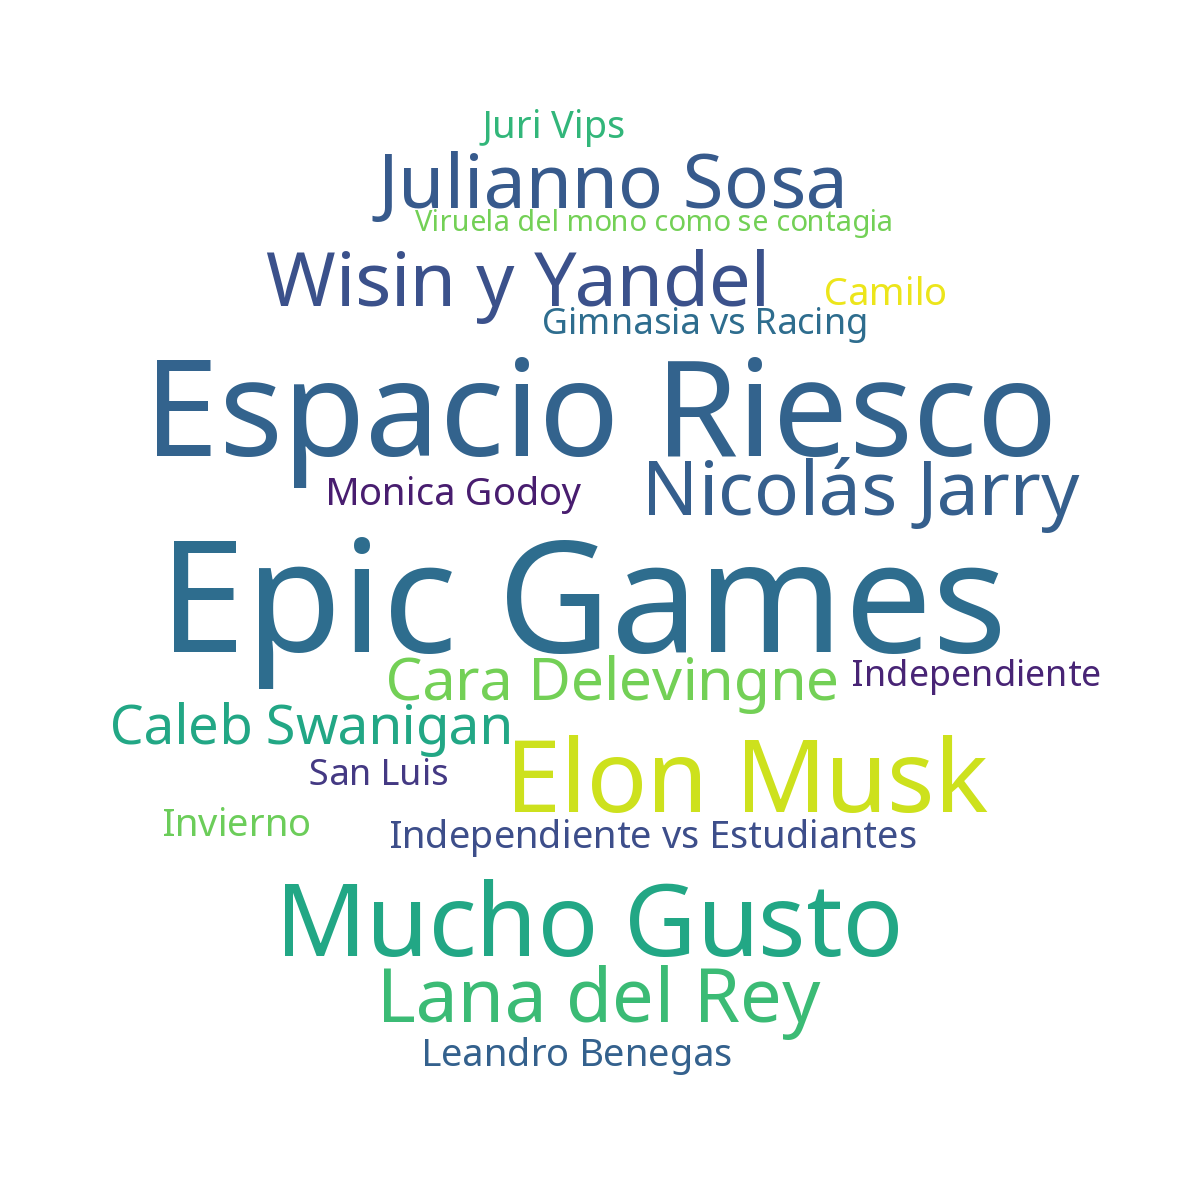 Juri Vips
Julianno Sosa
Viruela del mono como se contagia
Wisin y Yandel
Camilo
Gimnasia vs Racing
Espacio Riesco
Monica Godoy
Nicolás Jarry
Epic Games
Cara Delevingne
Independiente
Caleb Swanigan
San Luis
Elon Musk
Invierno
Independiente vs Estudiantes
Mucho Gusto
Lana del Rey
Leandro Benegas